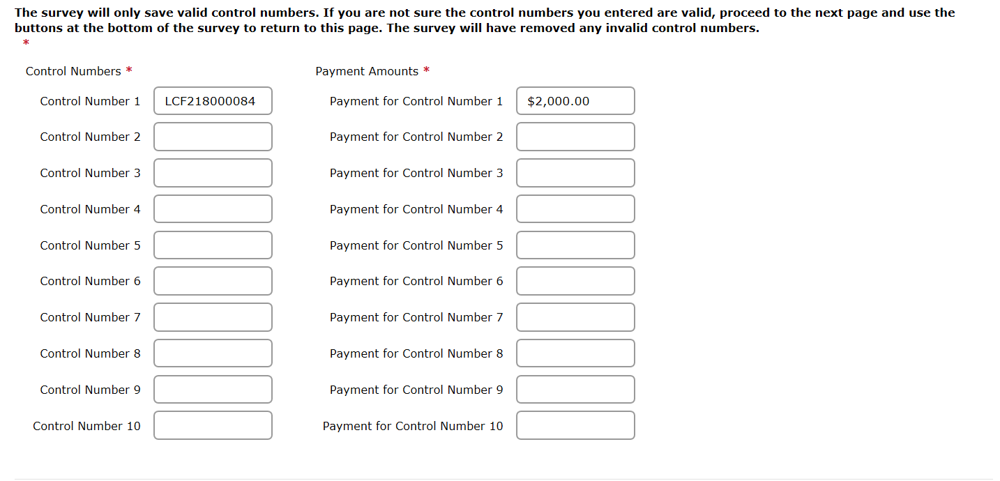 The survey will only save valid control numbers. If you are not sure the control numbers you entered are valid, proceed to the next page and use the
buttons at the bottom of the survey to return to this page. The survey will have removed any invalid control numbers.
*
Control Numbers * Payment Amounts *
Control Number 1 LCF218000084 Payment for Control Number 1 $2,000.00
Control Number 2 Payment for Control Number 2
Control Number 3 Payment for Control Number 3
Control Number 4 Payment for Control Number 4
Control Number 5 Payment for Control Number 5
Control Number 6 Payment for Control Number 6
Control Number 7 Payment for Control Number 7
Control Number 8 Payment for Control Number 8
Control Number 9 Payment for Control Number 9
Control Number 10 Payment for Control Number 10